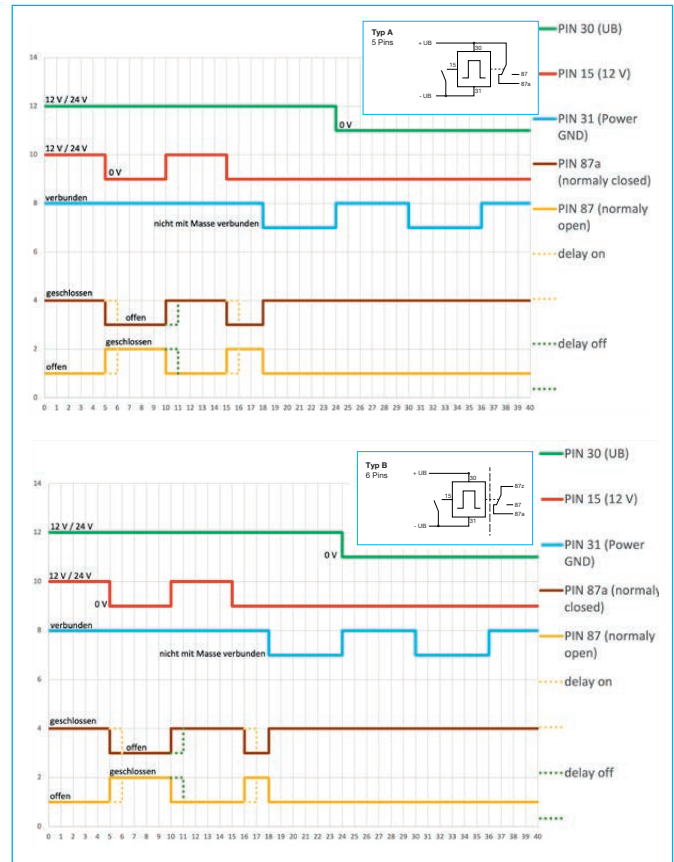 Typ A
5 Pins
+ UB
30
15
87
87a
31
- UB
PIN 30 (UB)
PIN 15 (12 V)
PIN 31 (Power
GND)
PIN 87a
(normaly closed)
PIN 87 (normaly
open)
delay on
delay off
14
12
10
8
6
4
2
0
12 V / 24 V
0 V
12 V / 24 V
0 V
verbunden
nicht mit Masse verbunden
geschlossen
offen
geschlossen
offen
0 1 2 3 4 5 6 7 8 9 10 11 12 13 14 15 16 17 18 19 20 21 22 23 24 25 26 27 28 29 30 31 32 33 34 35 36 37 38 39 40
Typ B
6 Pins
+ UB
30
15
87z
87
87a
31
- UB
PIN 30 (UB)
PIN 15 (12 V)
PIN 31 (Power
GND)
PIN 87a (normaly
closed)
PIN 87 (normaly
open)
delay on
delay off
14
12
10
8
6
4
2
0
12 V / 24 V
0 V
12 V / 24 V
0 V
verbunden
nicht mit Masse verbunden
geschlossen
offen
geschlossen
offen
0 1 2 3 4 5 6 7 8 9 10 11 12 13 14 15 16 17 18 19 20 21 22 23 24 25 26 27 28 29 30 31 32 33 34 35 36 37 38 39 40